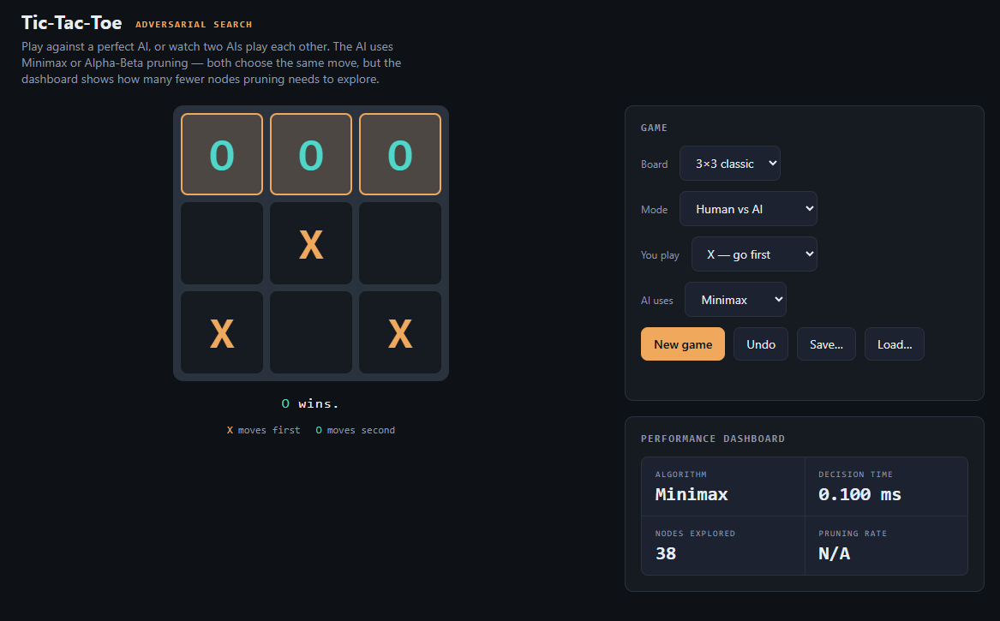 Tic-Tac-Toe ADVERSARIAL SEARCH
Play against a perfect AI, or watch two AIs play each other. The AI uses
Minimax or Alpha-Beta pruning — both choose the same move, but the
dashboard shows how many fewer nodes pruning needs to explore.
O O O
X
X X
O wins.
X moves first O moves second
GAME
Board 3×3 classic
Mode Human vs AI
You play X — go first
AI uses Minimax
New game Undo Save... Load...
PERFORMANCE DASHBOARD
ALGORITHM DECISION TIME
Minimax 0.100 ms
NODES EXPLORED PRUNING RATE
38 N/A